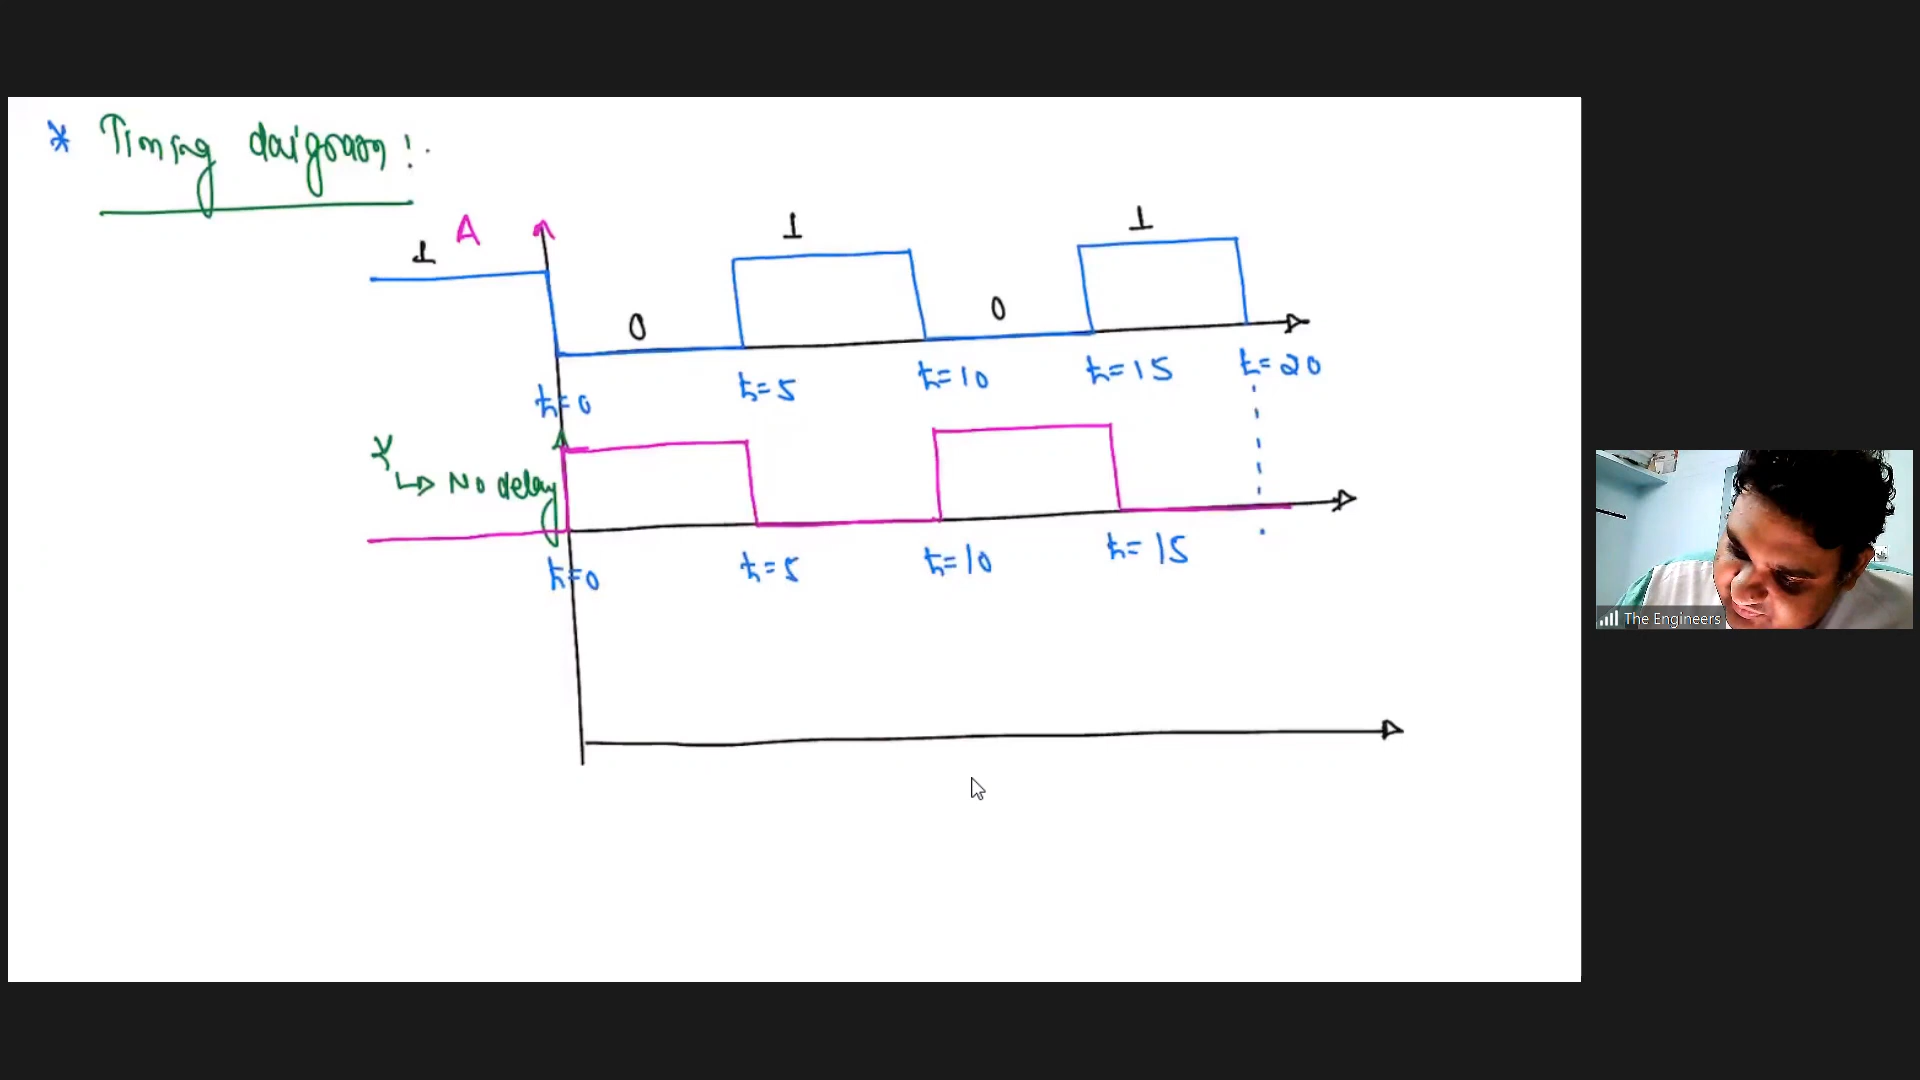 * Timing daigram :-
A
1
1
1
0
0
t=0
t=5
t=10
t=15
t=20
Y
↳ No delay
t=0
t=5
t=10
t=15
The Engineers